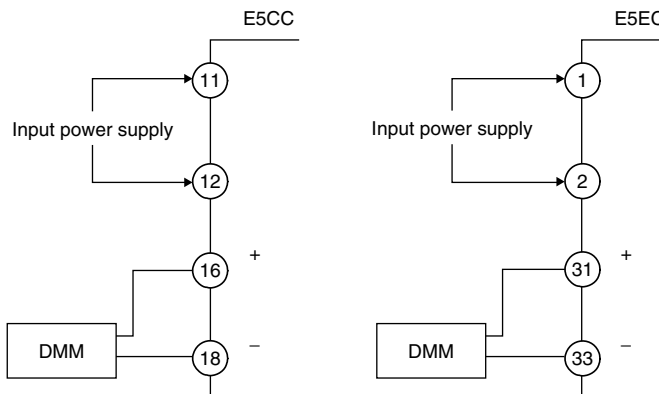 E5CC
11
Input power supply
12
16
+
DMM
18
−
E5EC
1
Input power supply
2
31
+
DMM
33
−